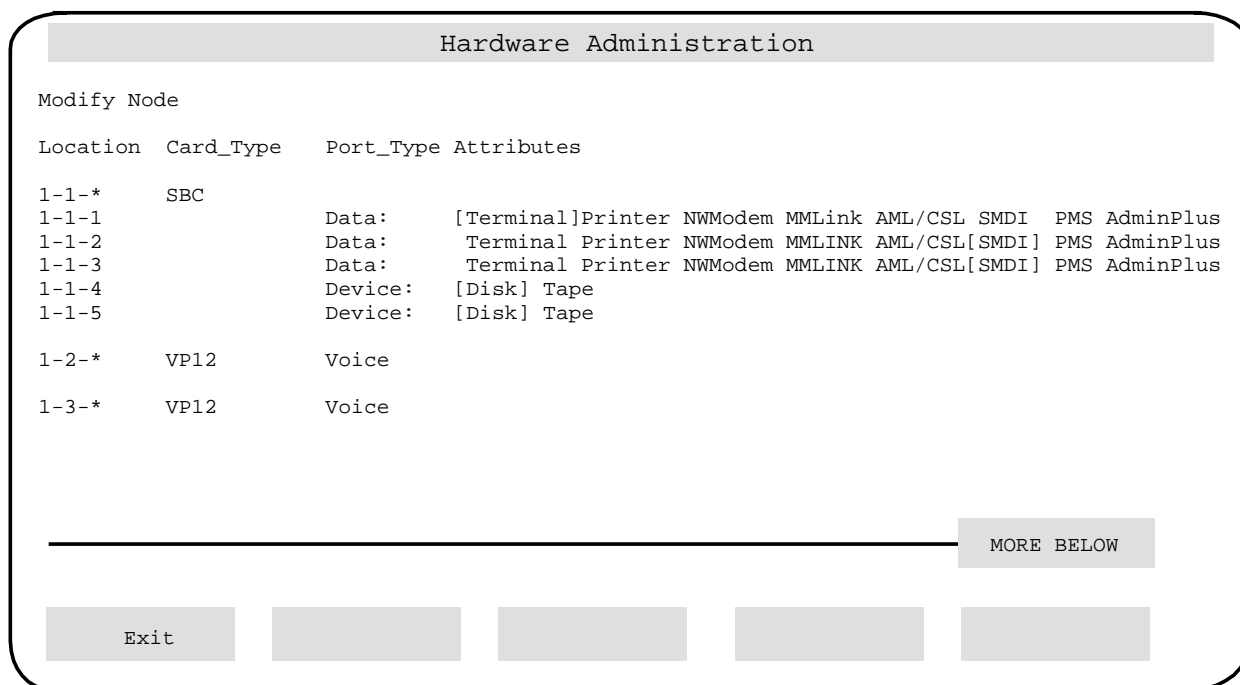 Hardware Administration
Modify Node
Location Card_Type Port_Type Attributes
1-1-* SBC
1-1-1 Data: [Terminal]Printer NWModem MMLink AML/CSL SMDI PMS AdminPlus
1-1-2 Data: Terminal Printer NWModem MMLINK AML/CSL[SMDI] PMS AdminPlus
1-1-3 Data: Terminal Printer NWModem MMLINK AML/CSL[SMDI] PMS AdminPlus
1-1-4 Device: [Disk] Tape
1-1-5 Device: [Disk] Tape
1-2-* VP12 Voice
1-3-* VP12 Voice
MORE BELOW
Exit